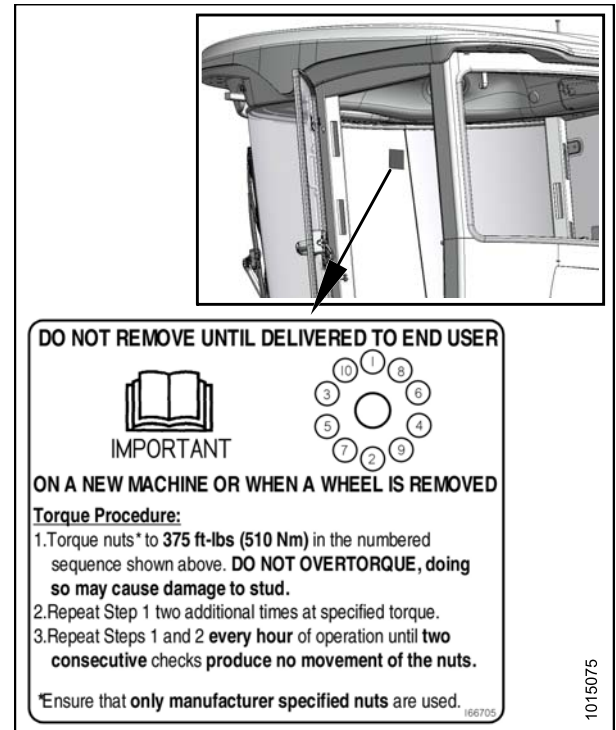 DO NOT REMOVE UNTIL DELIVERED TO END USER
IMPORTANT
1
8
6
4
9
2
7
5
3
10
ON A NEW MACHINE OR WHEN A WHEEL IS REMOVED
Torque Procedure:
1.Torque nuts* to 375 ft-lbs (510 Nm) in the numbered
sequence shown above. DO NOT OVERTORQUE, doing
so may cause damage to stud.
2.Repeat Step 1 two additional times at specified torque.
3.Repeat Steps 1 and 2 every hour of operation until two
consecutive checks produce no movement of the nuts.
*Ensure that only manufacturer specified nuts are used.
166705
1015075